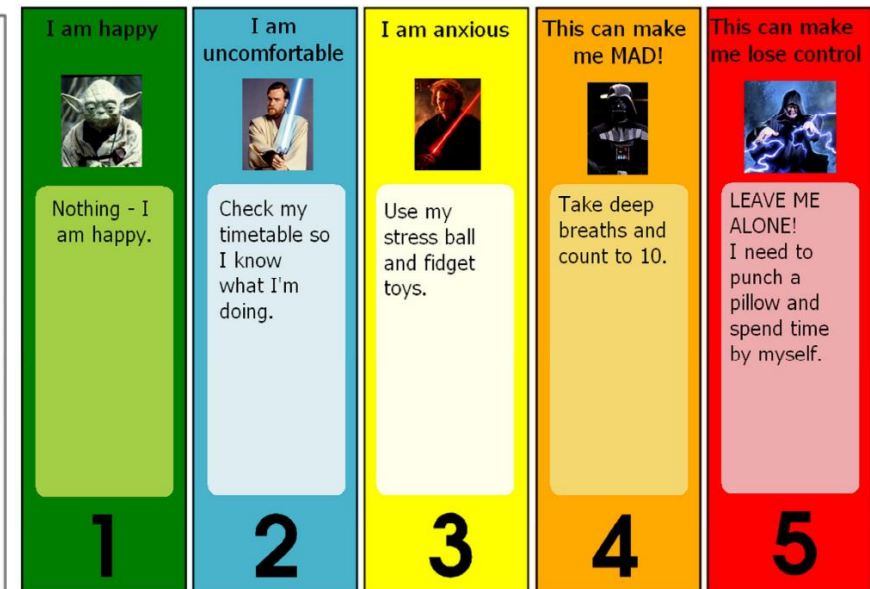 I am happy
Nothing - I
am happy.
1
I am
uncomfortable
Check my
timetable so
I know
what I'm
doing.
2
I am anxious
Use my
stress ball
and fidget
toys.
3
This can make
me MAD!
Take deep
breaths and
count to 10.
4
This can make
me lose control
LEAVE ME
ALONE!
I need to
punch a
pillow and
spend time
by myself.
5